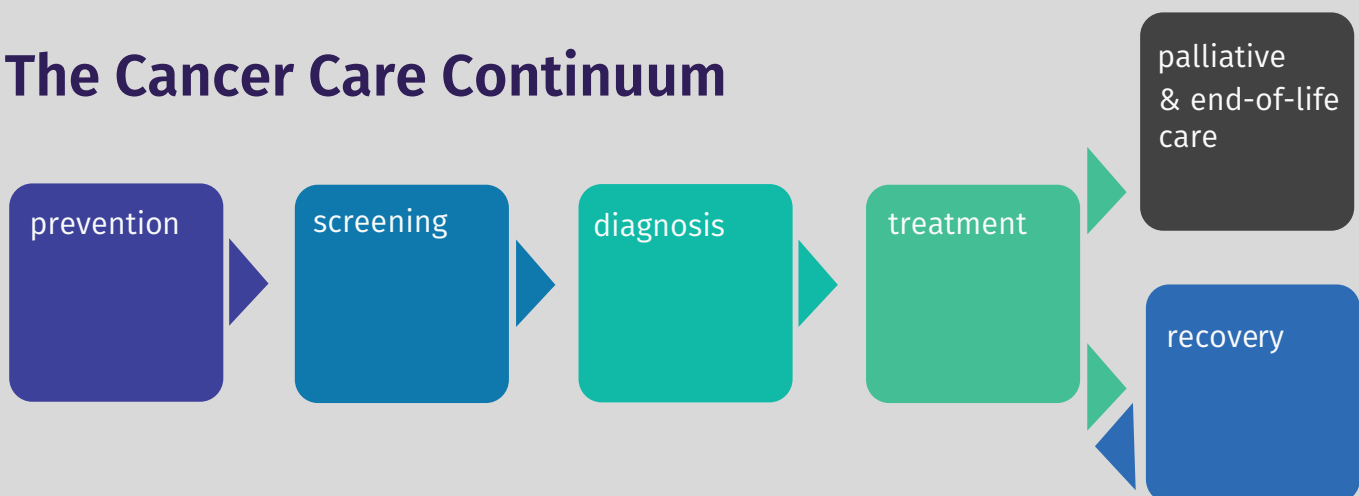 The Cancer Care Continuum
prevention
screening
diagnosis
treatment
palliative
& end-of-life
care
recovery